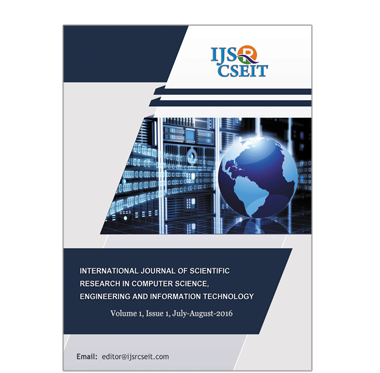 IJS R
CSEIT
INTERNATIONAL JOURNAL OF SCIENTIFIC
RESEARCH IN COMPUTER SCIENCE,
ENGINEERING AND INFORMATION TECHNOLOGY
Volume 1, Issue 1, July-August-2016
Email: editor@ijsrcseit.com